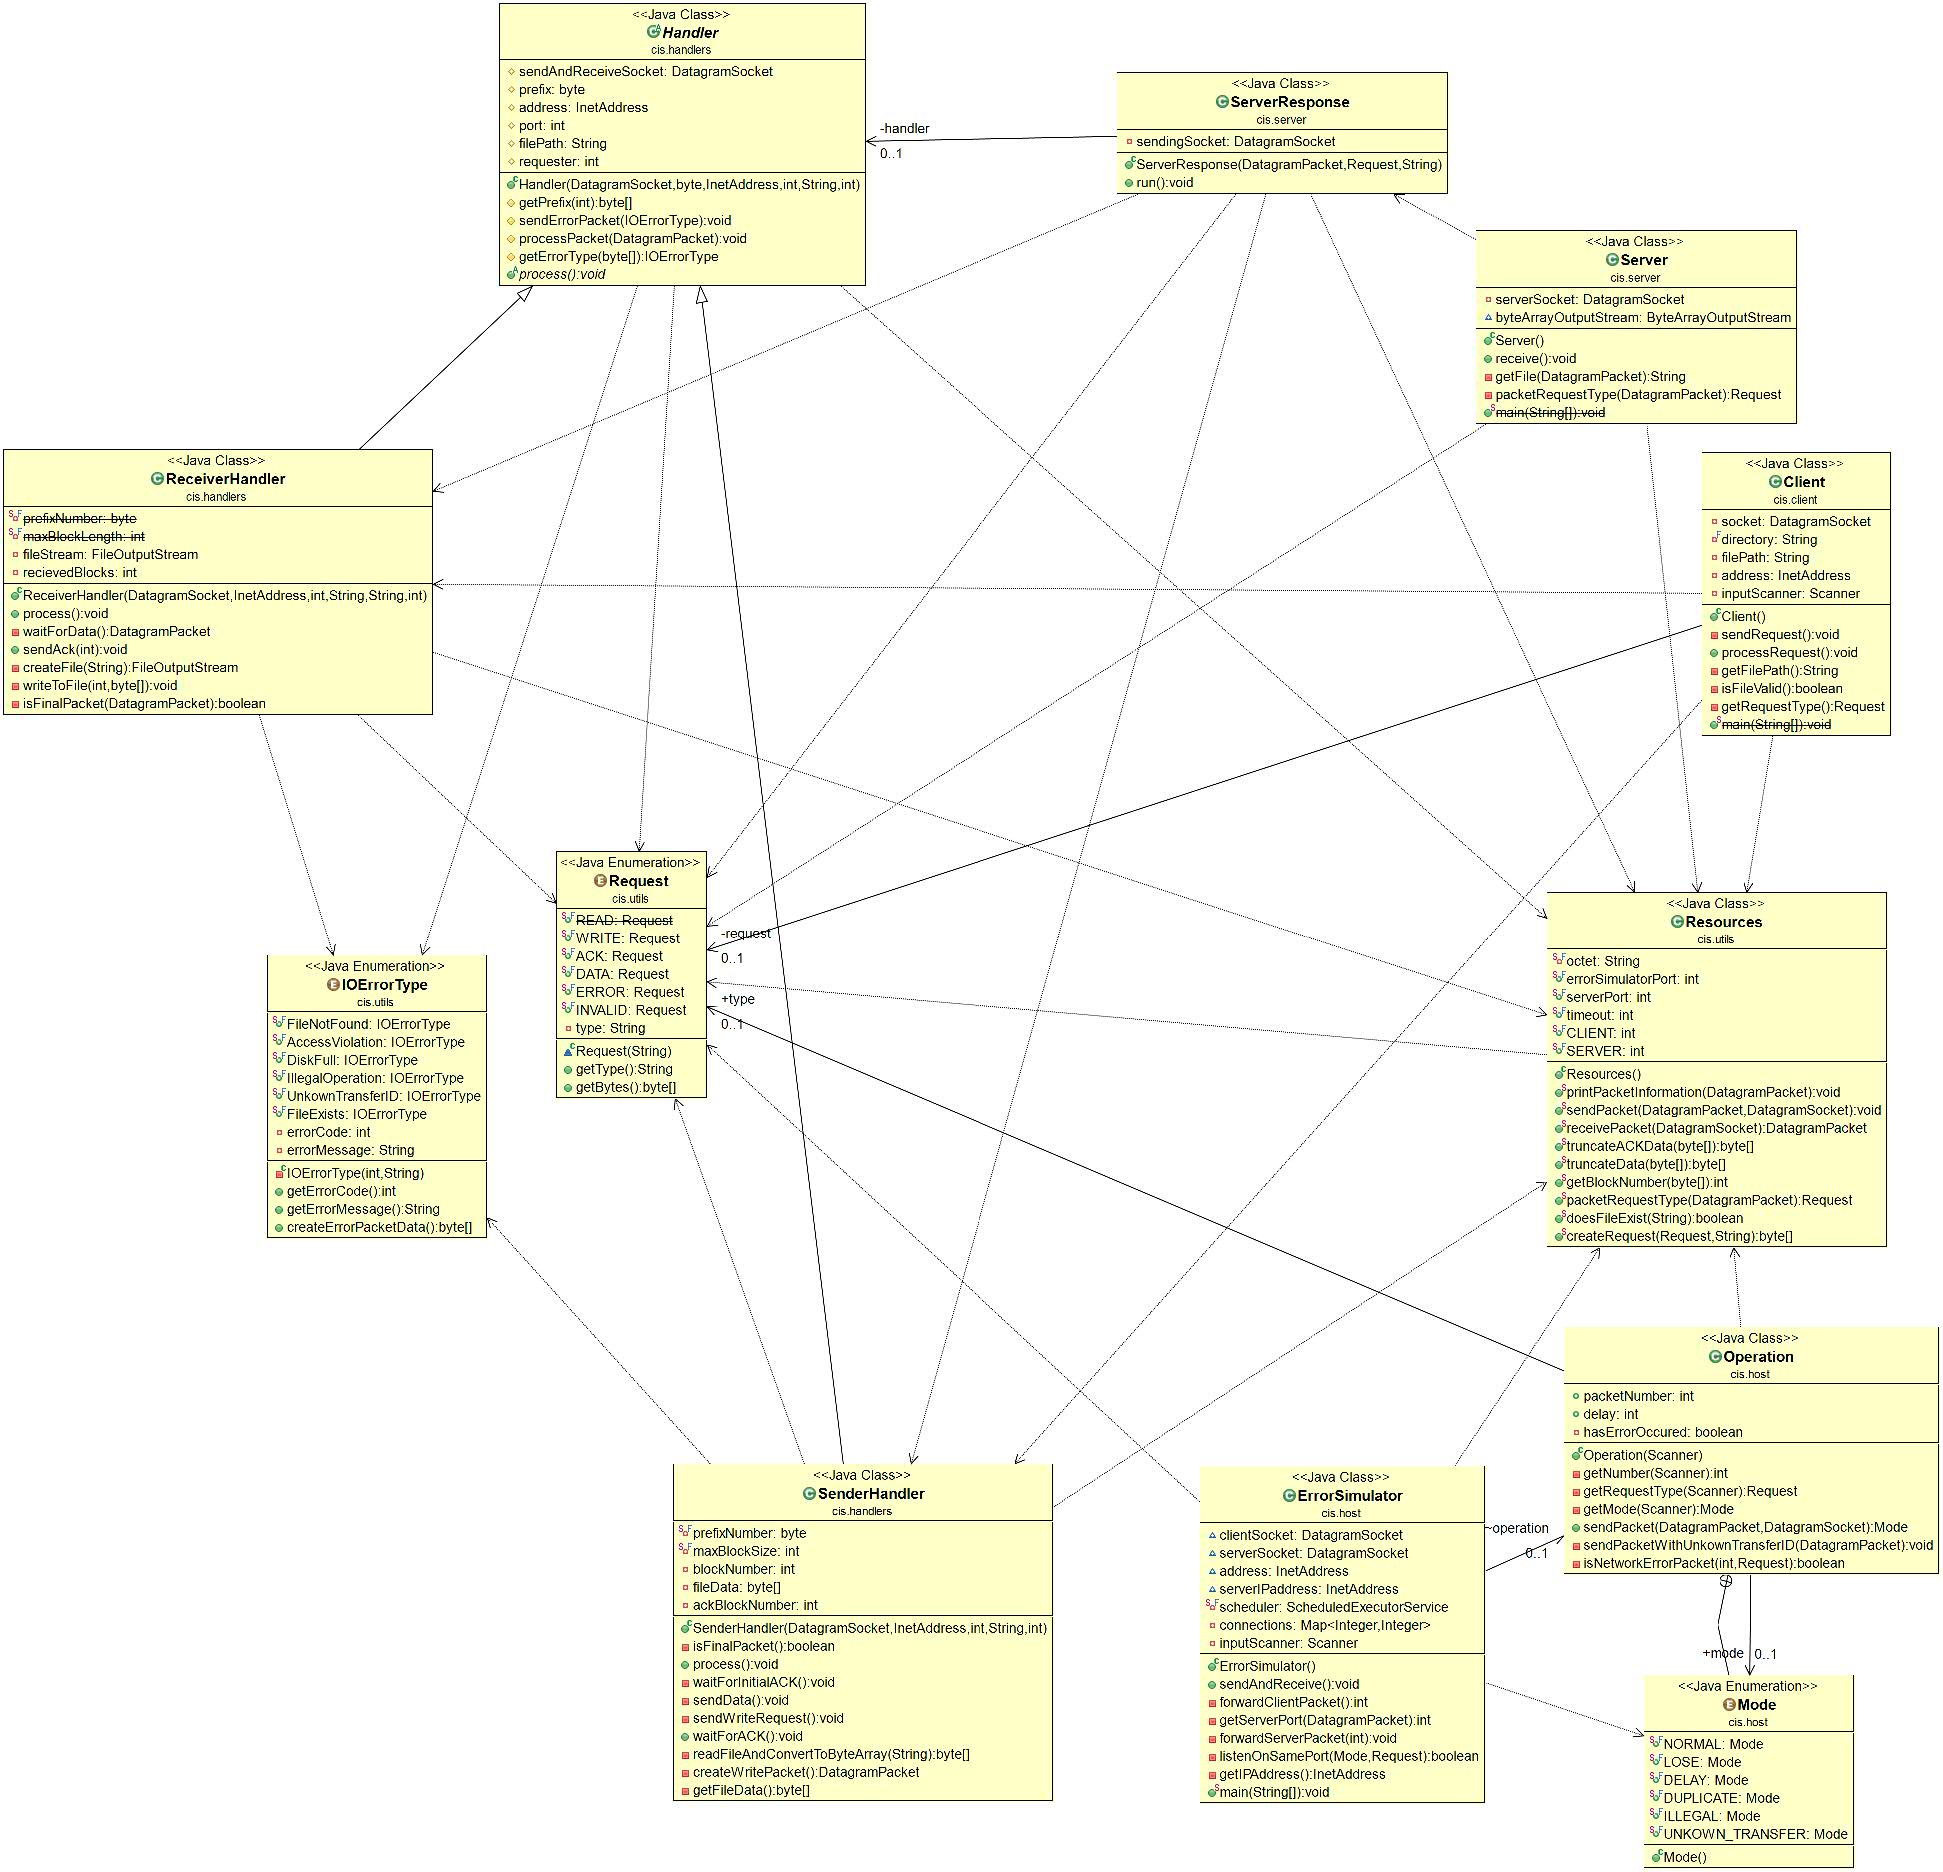 <<Java Class>>
Handler
cis.handlers
sendAndReceiveSocket: DatagramSocket
prefix: byte
address: InetAddress
port: int
filePath: String
requester: int
Handler(DatagramSocket,byte,InetAddress,int,String,int)
getPrefix(int):byte[]
sendErrorPacket(IOErrorType):void
processPacket(DatagramPacket):void
getErrorType(byte[]):IOErrorType
process():void
-handler
0..1
<<Java Class>>
ServerResponse
cis.server
sendingSocket: DatagramSocket
ServerResponse(DatagramPacket,Request,String)
run():void
<<Java Class>>
Server
cis.server
serverSocket: DatagramSocket
byteArrayOutputStream: ByteArrayOutputStream
Server()
receive():void
getFile(DatagramPacket):String
packetRequestType(DatagramPacket):Request
main(String[]):void
<<Java Class>>
ReceiverHandler
cis.handlers
prefixNumber: byte
maxBlockLength: int
fileStream: FileOutputStream
recievedBlocks: int
ReceiverHandler(DatagramSocket,InetAddress,int,String,String,int)
process():void
waitForData():DatagramPacket
sendAck(int):void
createFile(String):FileOutputStream
writeToFile(int,byte[]):void
isFinalPacket(DatagramPacket):boolean
<<Java Class>>
Client
cis.client
socket: DatagramSocket
directory: String
filePath: String
address: InetAddress
inputScanner: Scanner
Client()
sendRequest():void
processRequest():void
getFilePath():String
isFileValid():boolean
getRequestType():Request
main(String[]):void
<<Java Enumeration>>
Request
cis.utils
READ: Request
WRITE: Request
ACK: Request
DATA: Request
ERROR: Request
INVALID: Request
type: String
Request(String)
getType():String
getBytes():byte[]
-request
0..1
+type
0..1
<<Java Class>>
Resources
cis.utils
octet: String
errorSimulatorPort: int
serverPort: int
timeout: int
CLIENT: int
SERVER: int
Resources()
printPacketInformation(DatagramPacket):void
sendPacket(DatagramPacket,DatagramSocket):void
receivePacket(DatagramSocket):DatagramPacket
truncateACKData(byte[]):byte[]
truncateData(byte[]):byte[]
getBlockNumber(byte[]):int
packetRequestType(DatagramPacket):Request
doesFileExist(String):boolean
createRequest(Request,String):byte[]
<<Java Enumeration>>
IOErrorType
cis.utils
FileNotFound: IOErrorType
AccessViolation: IOErrorType
DiskFull: IOErrorType
IllegalOperation: IOErrorType
UnkownTransferID: IOErrorType
FileExists: IOErrorType
errorCode: int
errorMessage: String
IOErrorType(int,String)
getErrorCode():int
getErrorMessage():String
createErrorPacketData():byte[]
<<Java Class>>
Operation
cis.host
packetNumber: int
delay: int
hasErrorOccured: boolean
Operation(Scanner)
getNumber(Scanner):int
getRequestType(Scanner):Request
getMode(Scanner):Mode
sendPacket(DatagramPacket,DatagramSocket):Mode
sendPacketWithUnkownTransferID(DatagramPacket):void
isNetworkErrorPacket(int,Request):boolean
<<Java Class>>
SenderHandler
cis.handlers
prefixNumber: byte
maxBlockSize: int
blockNumber: int
fileData: byte[]
ackBlockNumber: int
SenderHandler(DatagramSocket,InetAddress,int,String,int)
isFinalPacket():boolean
process():void
waitForInitialACK():void
sendData():void
sendWriteRequest():void
waitForACK():void
readFileAndConvertToByteArray(String):byte[]
createWritePacket():DatagramPacket
getFileData():byte[]
<<Java Class>>
ErrorSimulator
cis.host
clientSocket: DatagramSocket
serverSocket: DatagramSocket
address: InetAddress
serverIPaddress: InetAddress
scheduler: ScheduledExecutorService
connections: Map<Integer,Integer>
inputScanner: Scanner
ErrorSimulator()
sendAndReceive():void
forwardClientPacket():int
getServerPort(DatagramPacket):int
forwardServerPacket(int):void
listenOnSamePort(Mode,Request):boolean
getIPAddress():InetAddress
main(String[]):void
~operation
0..1
+mode
0..1
<<Java Enumeration>>
Mode
cis.host
NORMAL: Mode
LOSE: Mode
DELAY: Mode
DUPLICATE: Mode
ILLEGAL: Mode
UNKOWN_TRANSFER: Mode
Mode()